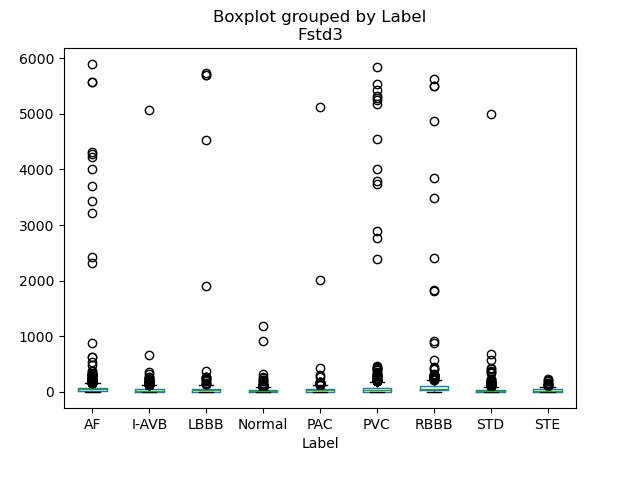 Boxplot grouped by Label
Fstd3
6000
5000
4000
3000
2000
1000
0
AF I-AVB LBBB Normal PAC PVC RBBB STD STE
Label